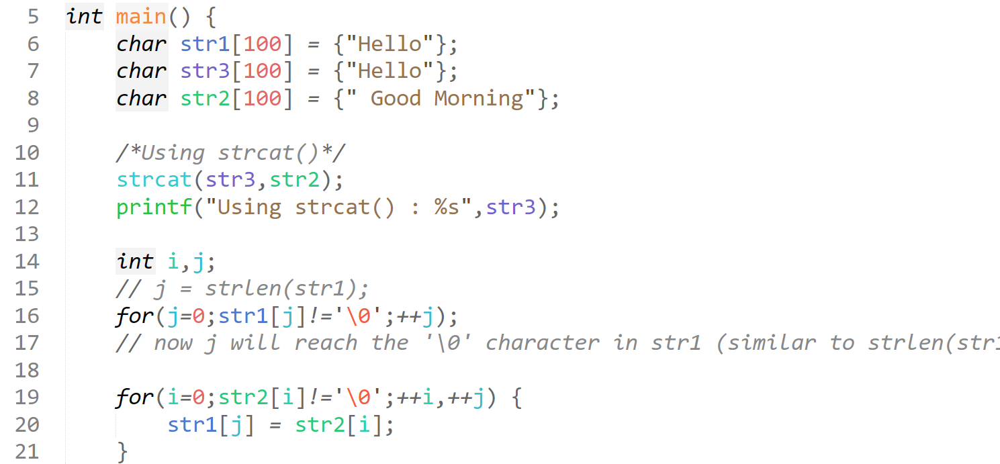 5 int main() {
6 char str1[100] = {"Hello"};
7 char str3[100] = {"Hello"};
8 char str2[100] = {" Good Morning"};
9
10 /*Using strcat()*/
11 strcat(str3,str2);
12 printf("Using strcat() : %s",str3);
13
14 int i,j;
15 // j = strlen(str1);
16 for(j=0;str1[j]!='\0';++j);
17 // now j will reach the '\0' character in str1 (similar to strlen(str1
18
19 for(i=0;str2[i]!='\0';++i,++j) {
20 str1[j] = str2[i];
21 }